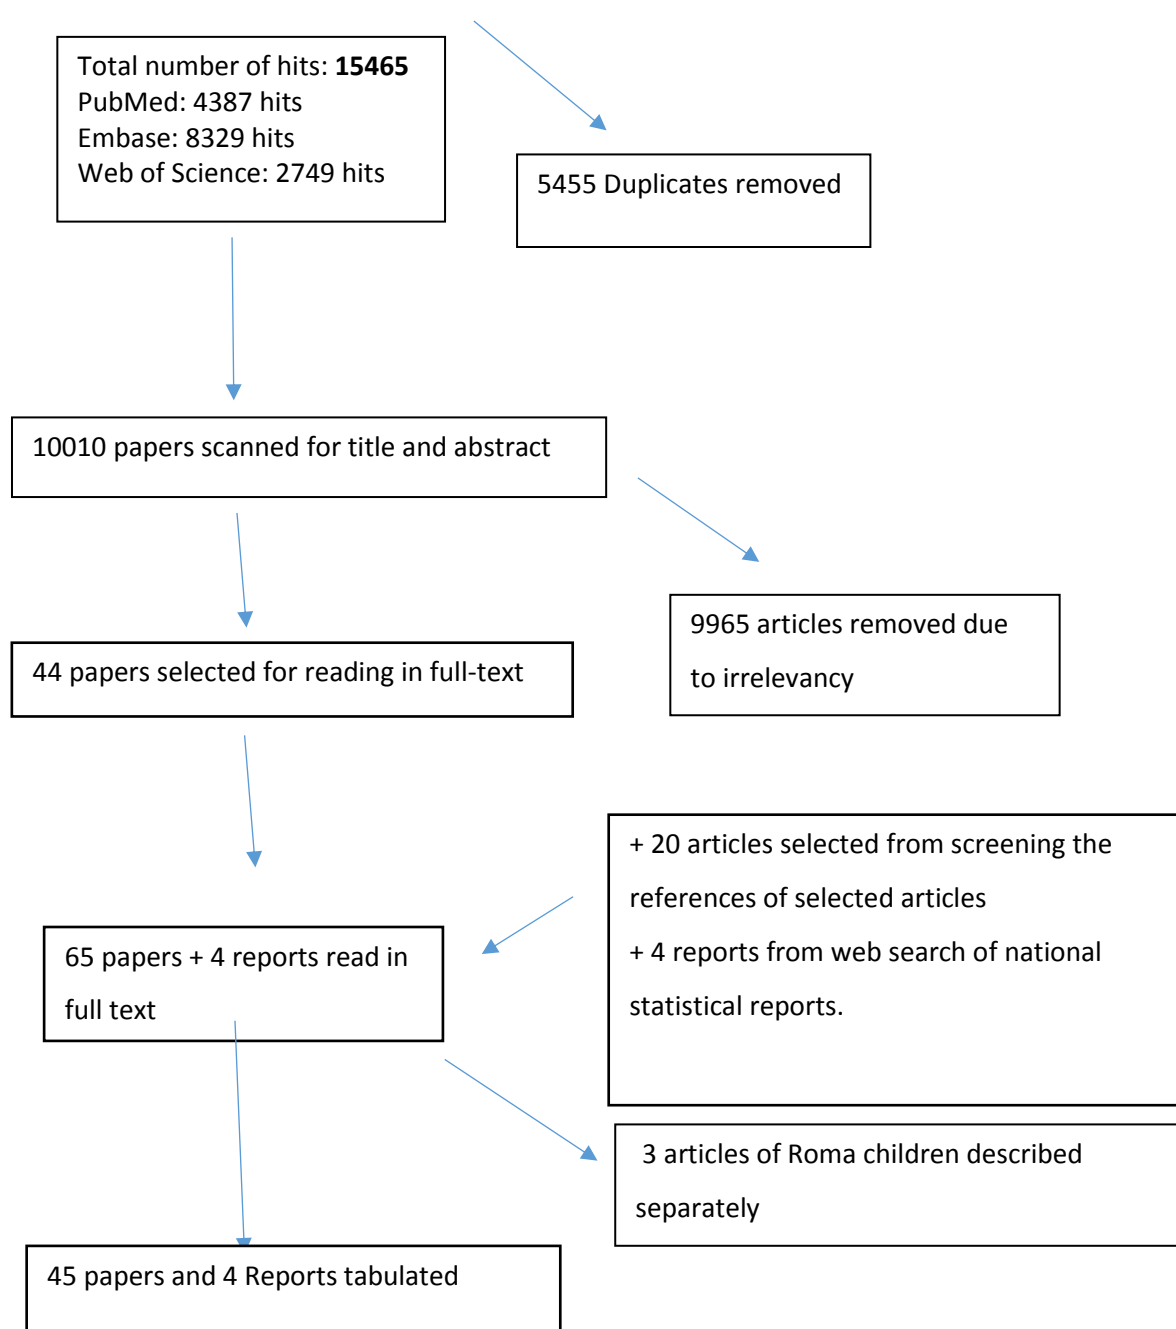 Total number of hits: 15465
PubMed: 4387 hits
Embase: 8329 hits
Web of Science: 2749 hits
5455 Duplicates removed
10010 papers scanned for title and abstract
9965 articles removed due
to irrelevancy
44 papers selected for reading in full-text
+ 20 articles selected from screening the
references of selected articles
+ 4 reports from web search of national
statistical reports.
65 papers + 4 reports read in
full text
3 articles of Roma children described
separately
45 papers and 4 Reports tabulated